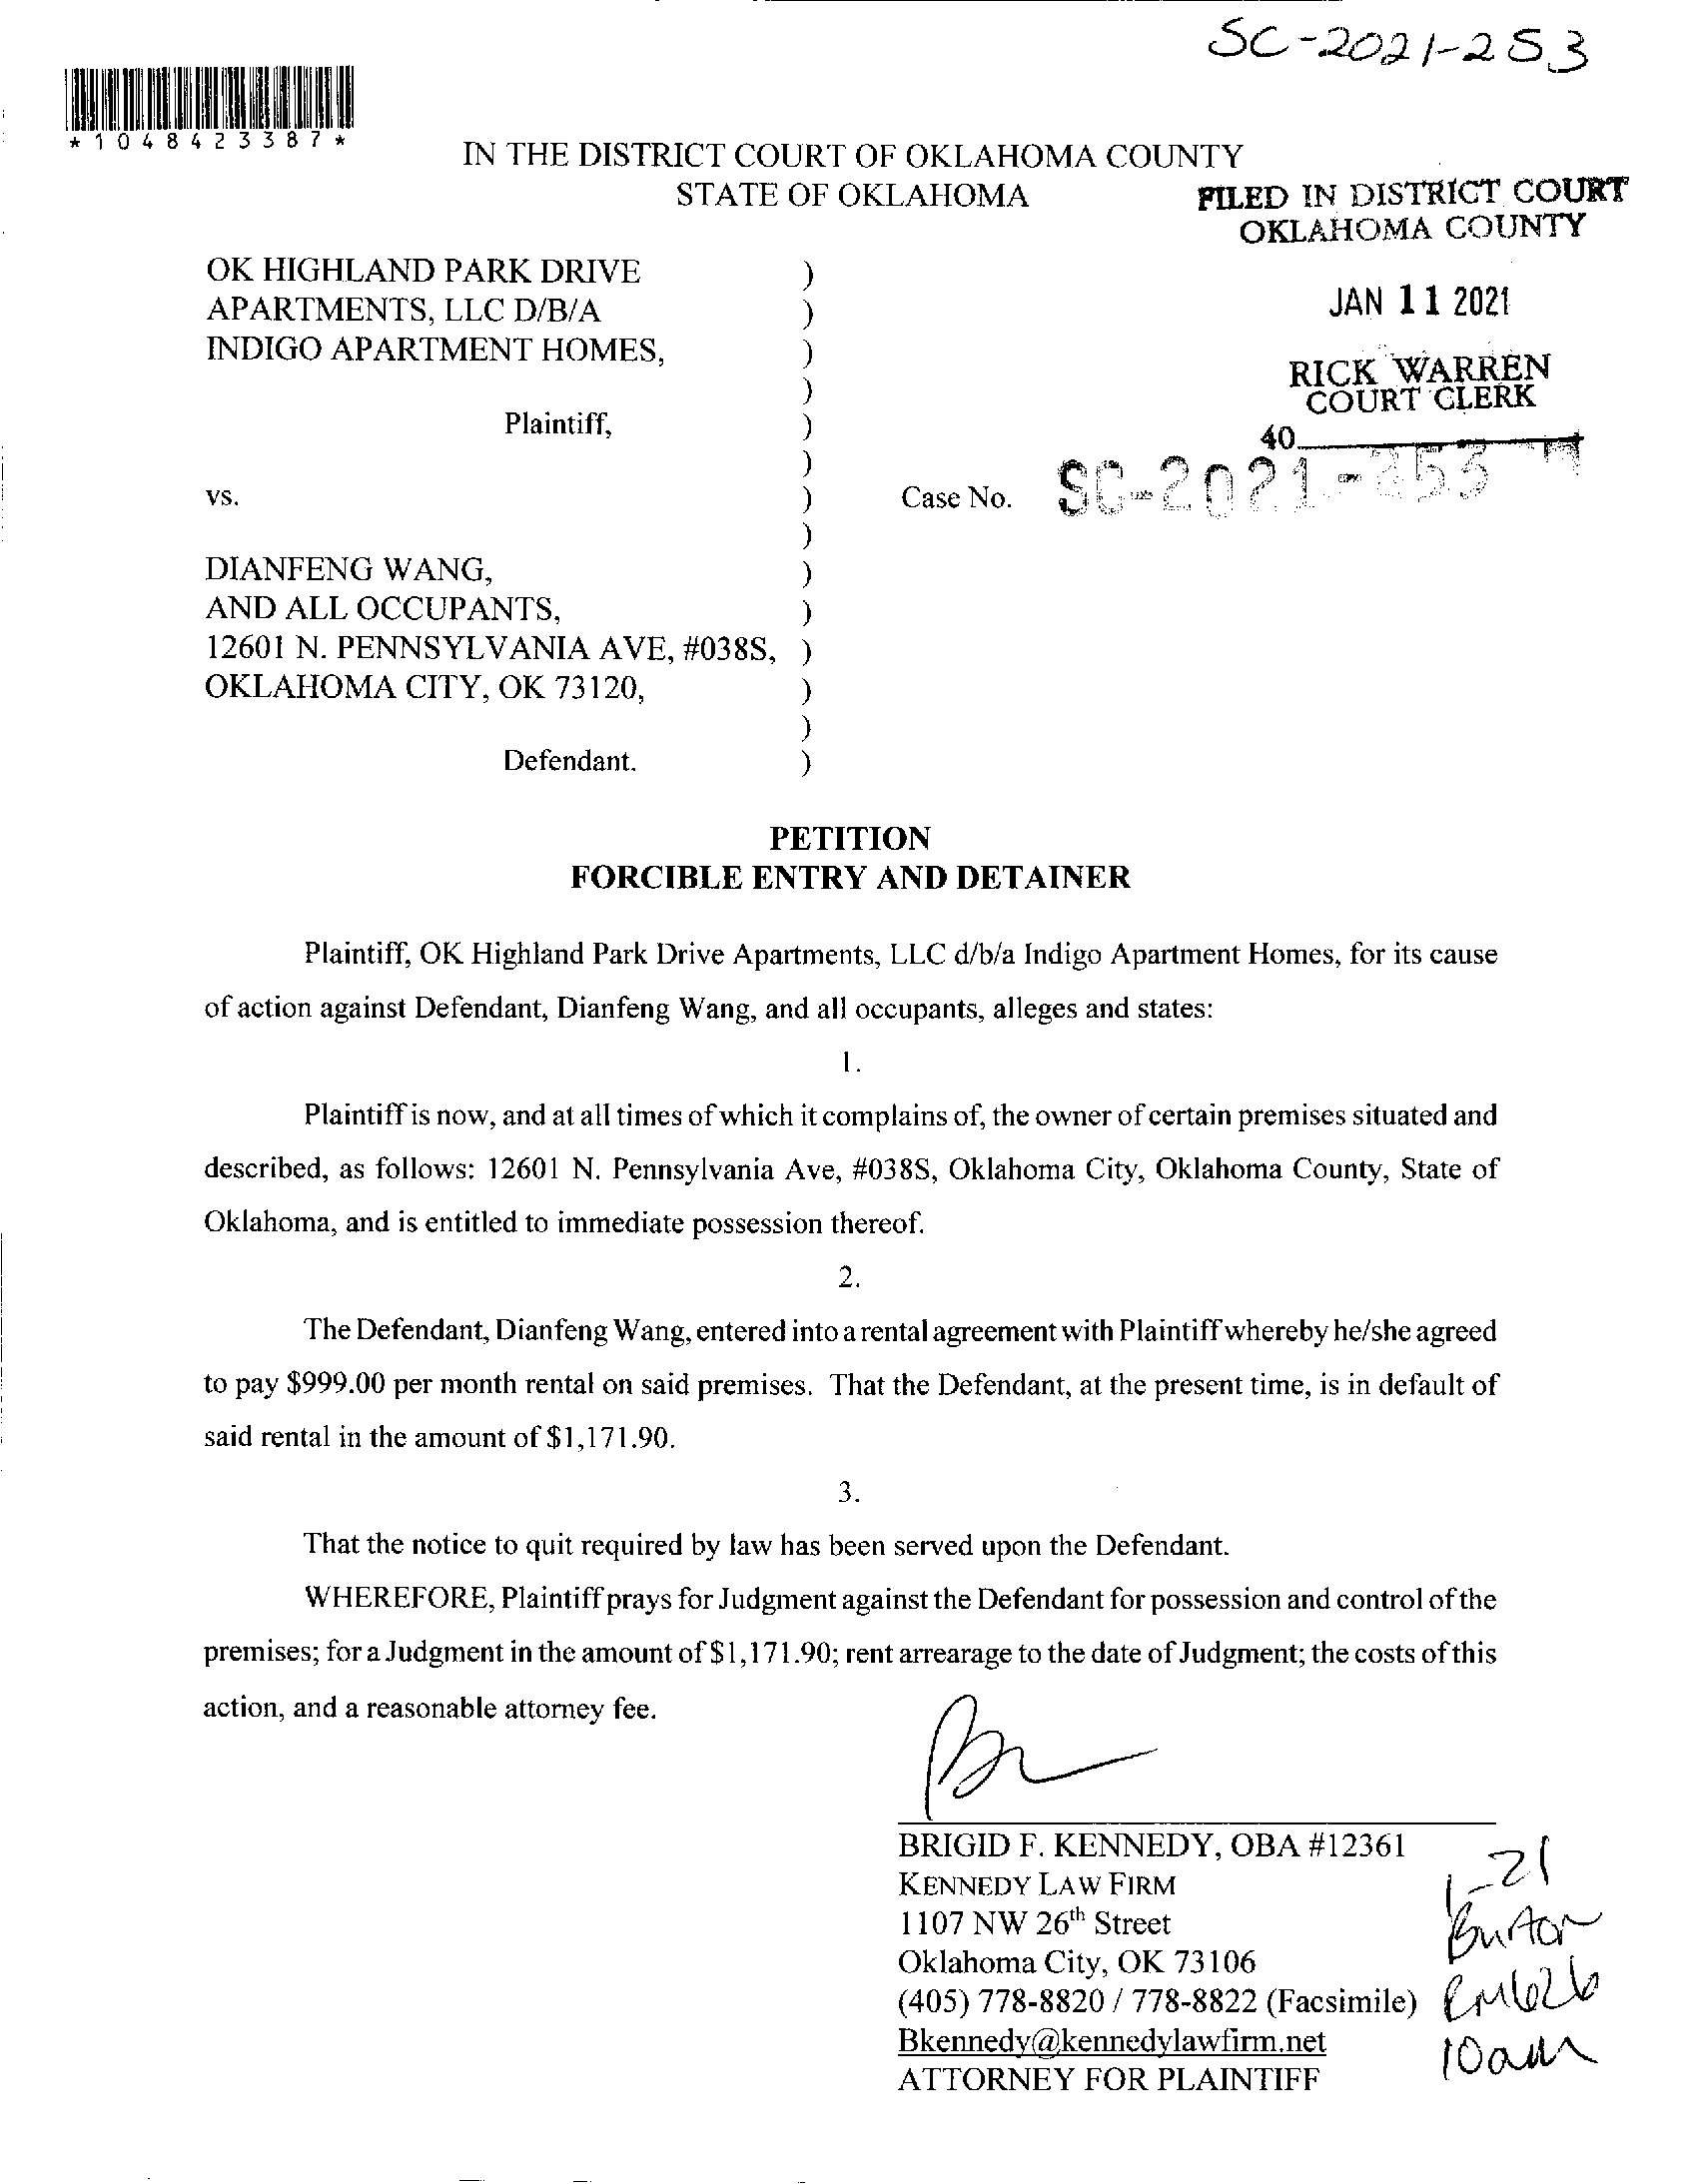 SC-2021-253
*1048423387*
IN THE DISTRICT COURT OF OKLAHOMA COUNTY
STATE OF OKLAHOMA
FILED IN DISTRICT COURT
OKLAHOMA COUNTY
JAN 11 2021
RICK WARREN
COURT CLERK
40
OK HIGHLAND PARK DRIVE )
APARTMENTS, LLC D/B/A )
INDIGO APARTMENT HOMES, )
)
Plaintiff, )
)
vs. ) Case No. SC-2021-253
)
DIANFENG WANG, )
AND ALL OCCUPANTS, )
12601 N. PENNSYLVANIA AVE, #038S, )
OKLAHOMA CITY, OK 73120, )
)
Defendant. )
PETITION
FORCIBLE ENTRY AND DETAINER
Plaintiff, OK Highland Park Drive Apartments, LLC d/b/a Indigo Apartment Homes, for its cause
of action against Defendant, Dianfeng Wang, and all occupants, alleges and states:
1.
Plaintiff is now, and at all times of which it complains of, the owner of certain premises situated and
described, as follows: 12601 N. Pennsylvania Ave, #038S, Oklahoma City, Oklahoma County, State of
Oklahoma, and is entitled to immediate possession thereof.
2.
The Defendant, Dianfeng Wang, entered into a rental agreement with Plaintiff whereby he/she agreed
to pay $999.00 per month rental on said premises. That the Defendant, at the present time, is in default of
said rental in the amount of $1,171.90.
3.
That the notice to quit required by law has been served upon the Defendant.
WHEREFORE, Plaintiff prays for Judgment against the Defendant for possession and control of the
premises; for a Judgment in the amount of $1,171.90; rent arrearage to the date of Judgment; the costs of this
action, and a reasonable attorney fee.
BRIGID F. KENNEDY, OBA #12361
KENNEDY LAW FIRM
1107 NW 26th Street
Oklahoma City, OK 73106
(405) 778-8820 / 778-8822 (Facsimile)
Bkennedy@kennedylawfirm.net
ATTORNEY FOR PLAINTIFF
1-21
Burton
Rm626
10am